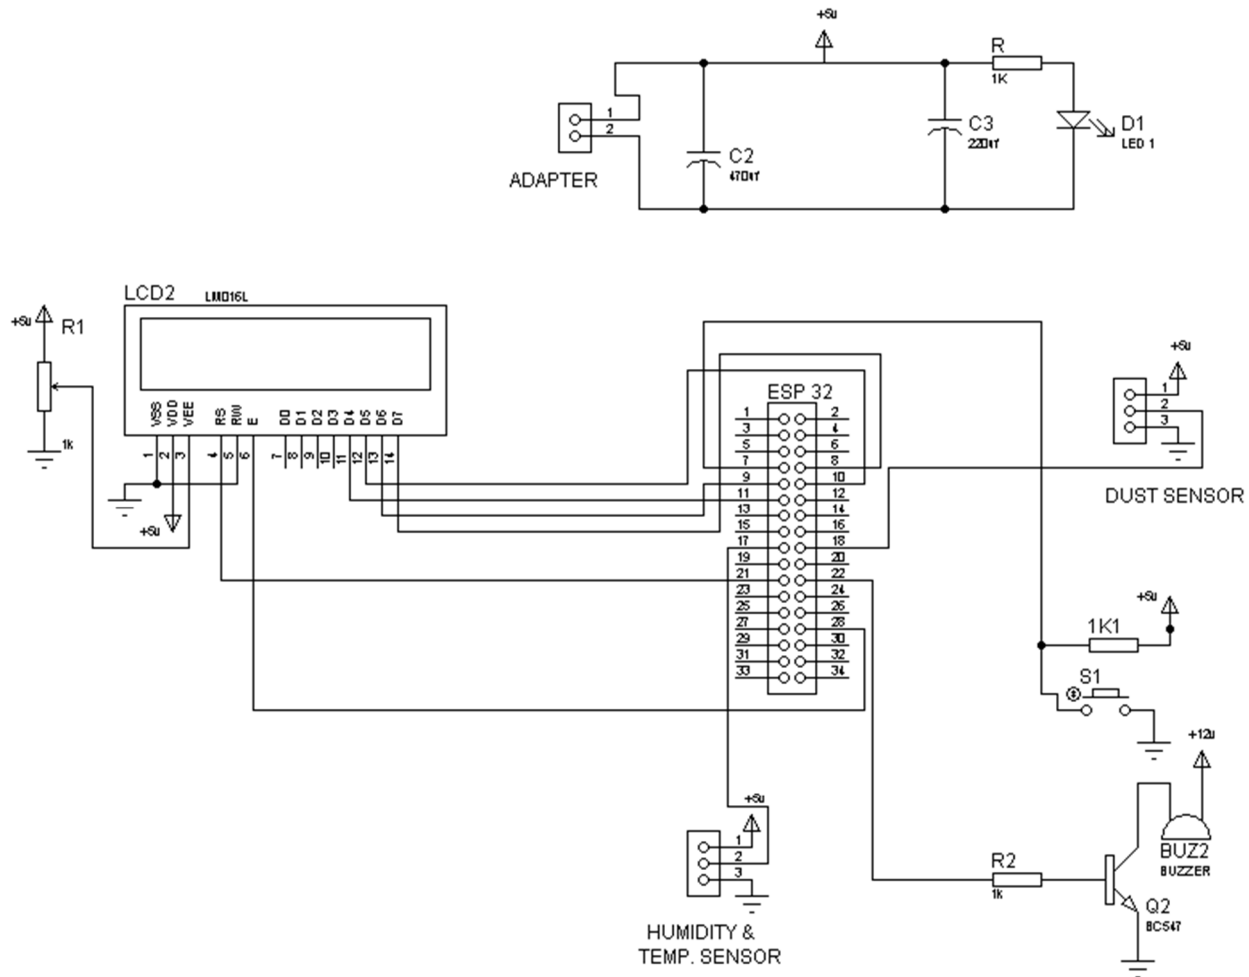 +5v
R
1K
1
2
ADAPTER
C2
470uf
C3
220uf
D1
LED 1
LCD2
LM016L
+5v
R1
1k
VSS
VDD
VEE
RS
RW
E
D0
D1
D2
D3
D4
D5
D6
D7
1
2
3
4
5
6
7
8
9
10
11
12
13
14
+5v
ESP 32
1 2
3 4
5 6
7 8
9 10
11 12
13 14
15 16
17 18
19 20
21 22
23 24
25 26
27 28
29 30
31 32
33 34
+5v
1
2
3
DUST SENSOR
+5v
1K1
S1
+12v
BUZ2
BUZZER
R2
1k
Q2
BC547
+5v
1
2
3
HUMIDITY &
TEMP. SENSOR